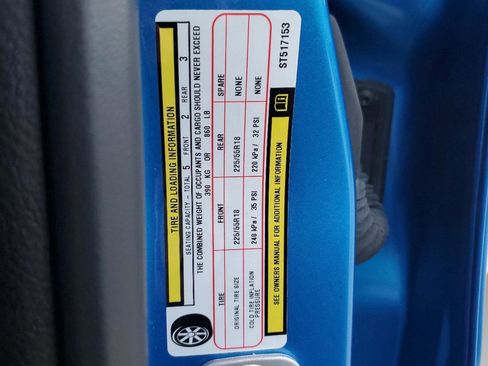 TIRE AND LOADING INFORMATION
SEATING CAPACITY - TOTAL 5 FRONT 2 REAR 3
THE COMBINED WEIGHT OF OCCUPANTS AND CARGO SHOULD NEVER EXCEED
390 KG OR 860 LB
TIRE FRONT REAR SPARE
ORIGINAL TIRE SIZE 225/55R18 225/55R18 NONE
COLD TIRE INFLATION
PRESSURE 240 kPa / 35 PSI 220 kPa / 32 PSI NONE
SEE OWNERS MANUAL FOR ADDITIONAL INFORMATION
ST517153